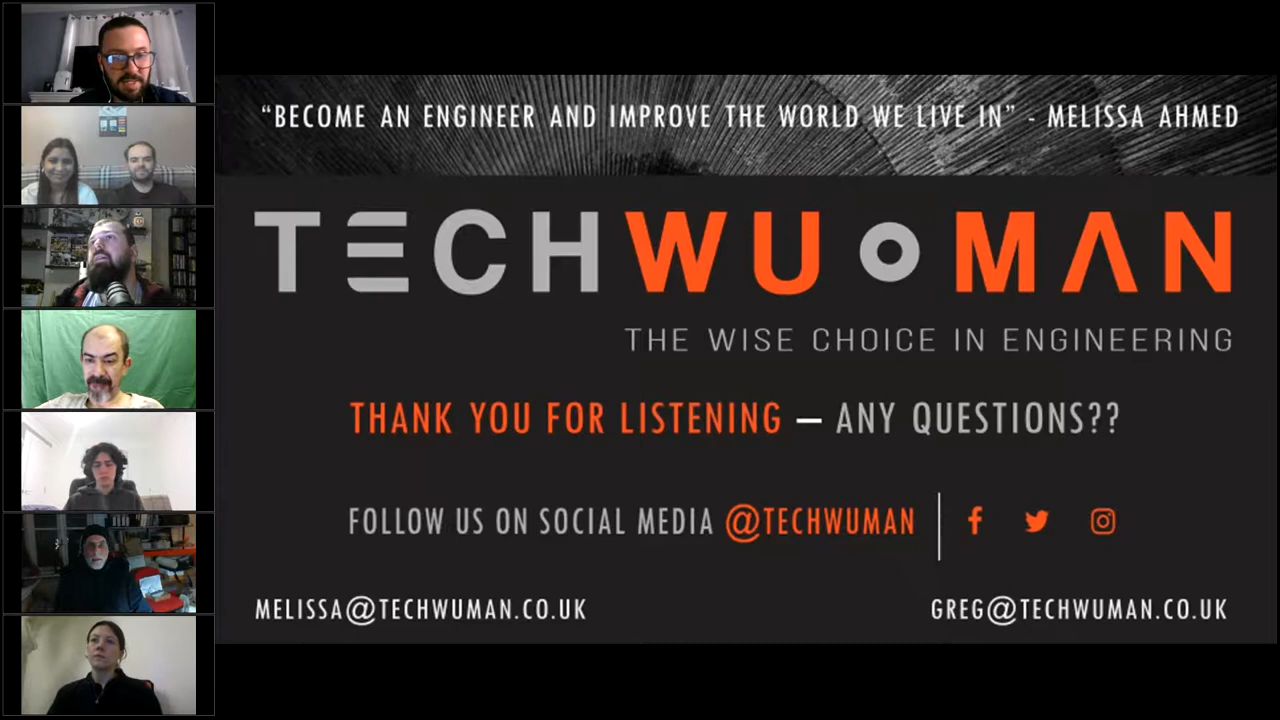 “BECOME AN ENGINEER AND IMPROVE THE WORLD WE LIVE IN” - MELISSA AHMED
TECHWUMAN
THE WISE CHOICE IN ENGINEERING
THANK YOU FOR LISTENING – ANY QUESTIONS??
FOLLOW US ON SOCIAL MEDIA @TECHWUMAN
MELISSA@TECHWUMAN.CO.UK
GREG@TECHWUMAN.CO.UK